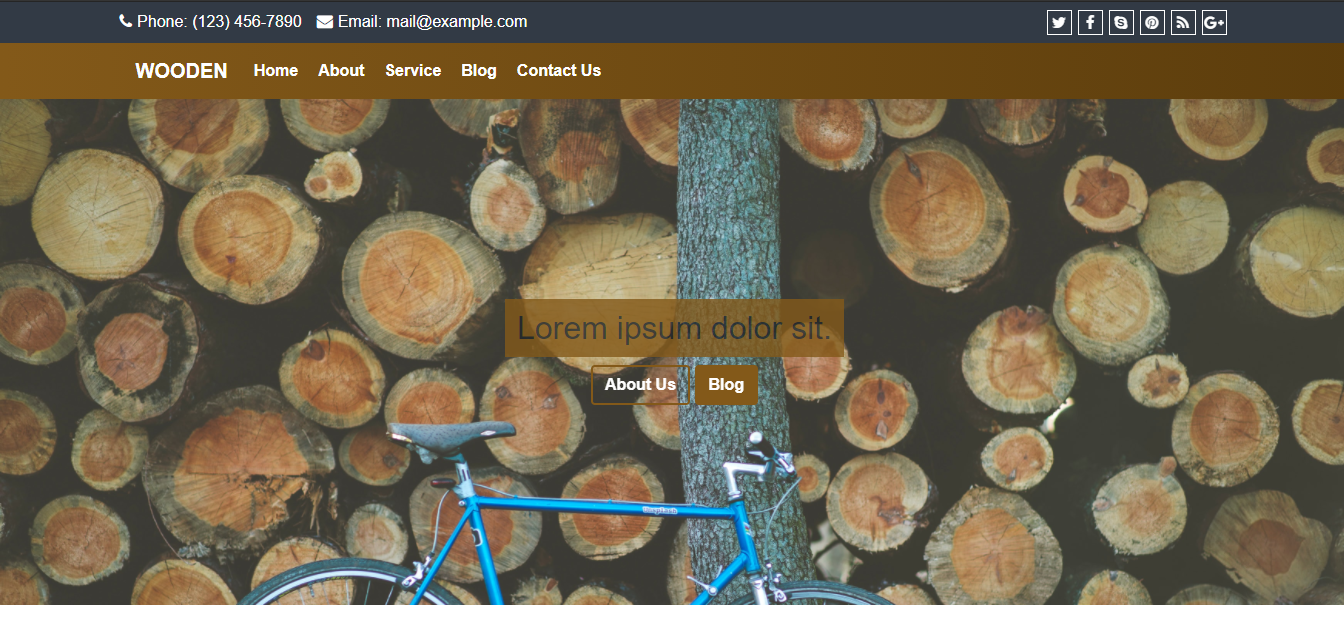 Phone: (123) 456-7890 Email: mail@example.com
WOODEN Home About Service Blog Contact Us
Lorem ipsum dolor sit.
About Us Blog